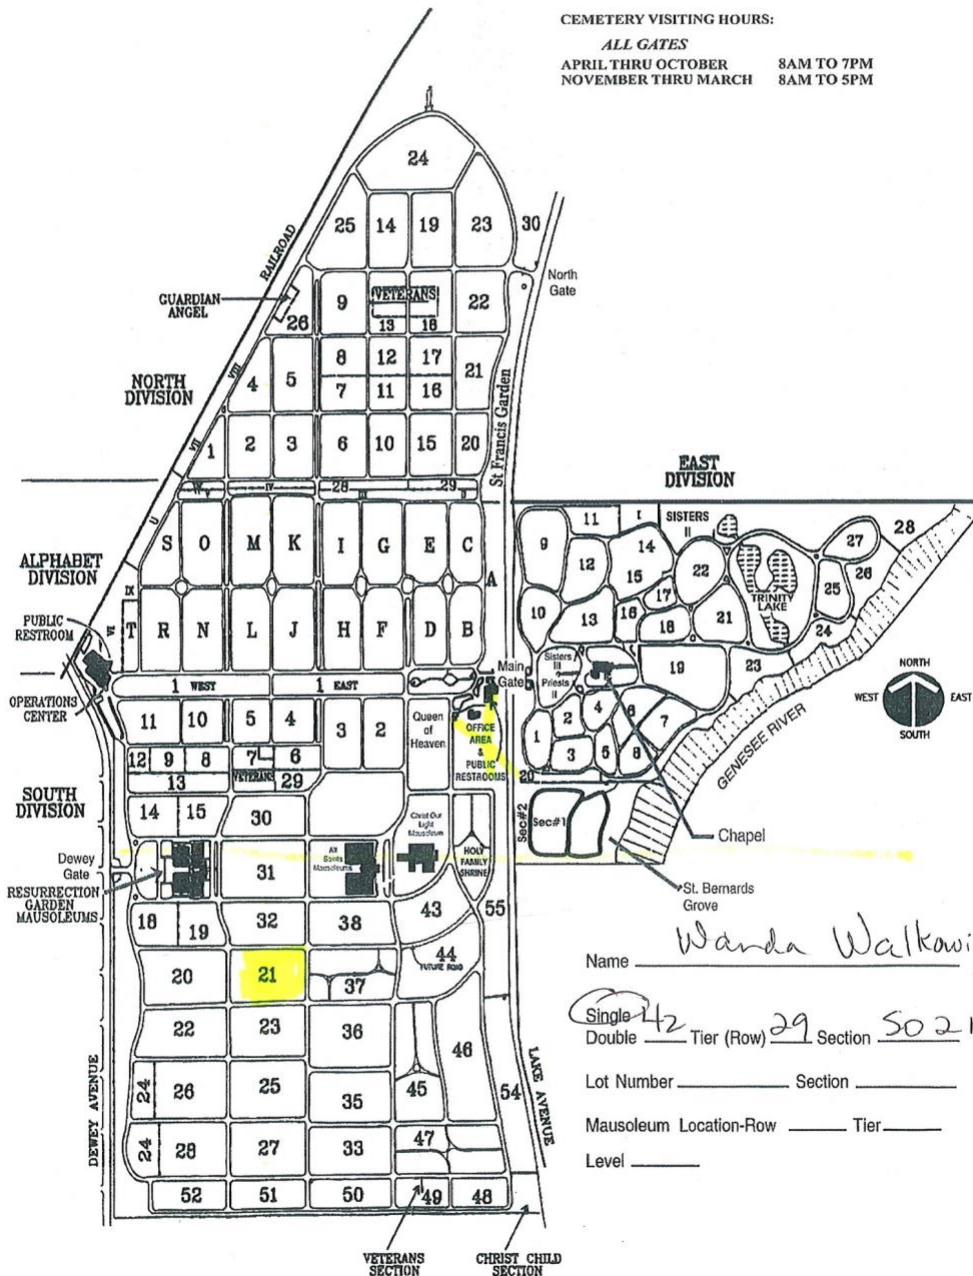 CEMETERY VISITING HOURS:
ALL GATES
APRIL THRU OCTOBER 8AM TO 7PM
NOVEMBER THRU MARCH 8AM TO 5PM
24
25 14 19 23 30
RAILROAD
North
Gate
GUARDIAN
ANGEL
26 9 VETERANS 22
13 18
NORTH
DIVISION
VIII
4 5 8 12 17 21
7 11 16
St Francis Garden
VII
1 2 3 6 10 15 20
EAST
DIVISION
W V IV 28 III 29 II
U
S O M K I G E C
A
ALPHABET
DIVISION
IX
VI
T R N L J H F D B
PUBLIC
RESTROOM
OPERATIONS
CENTER
1 WEST 1 EAST
Main
Gate
11 I SISTERS
II
9 12 14 15 22 27 28
TRINITY
LAKE
25 26
10 13 16 17 18 21 24
Sisters
III
Priests
II
19 23
1 2 3 4 5 6 7 8
20
GENESEE RIVER
NORTH
WEST EAST
SOUTH
11 10 5 4 3 2
Queen
of
Heaven
OFFICE
AREA
&
PUBLIC
RESTROOMS
12 9 8 7 6
13 VETERANS 29
SOUTH
DIVISION
14 15 30
Christ Our
Light
Mausoleum
HOLY
FAMILY
SHRINE
Sec#2
Sec#1
Chapel
St. Bernards
Grove
Dewey
Gate
RESURRECTION
GARDEN
MAUSOLEUMS
31
All
Saints
Mausoleums
18 19 32 38 43 55
20 21 37 44
FUTURE ROAD
22 23 36 46
24 26 25 35 45 54
24 28 27 33 47
52 51 50 49 48
DEWEY AVENUE
LAKE AVENUE
VETERANS
SECTION
CHRIST CHILD
SECTION
Name Wanda Walkowi
Single
Double 42 Tier (Row) 29 Section SO 21
Lot Number Section
Mausoleum Location-Row Tier
Level